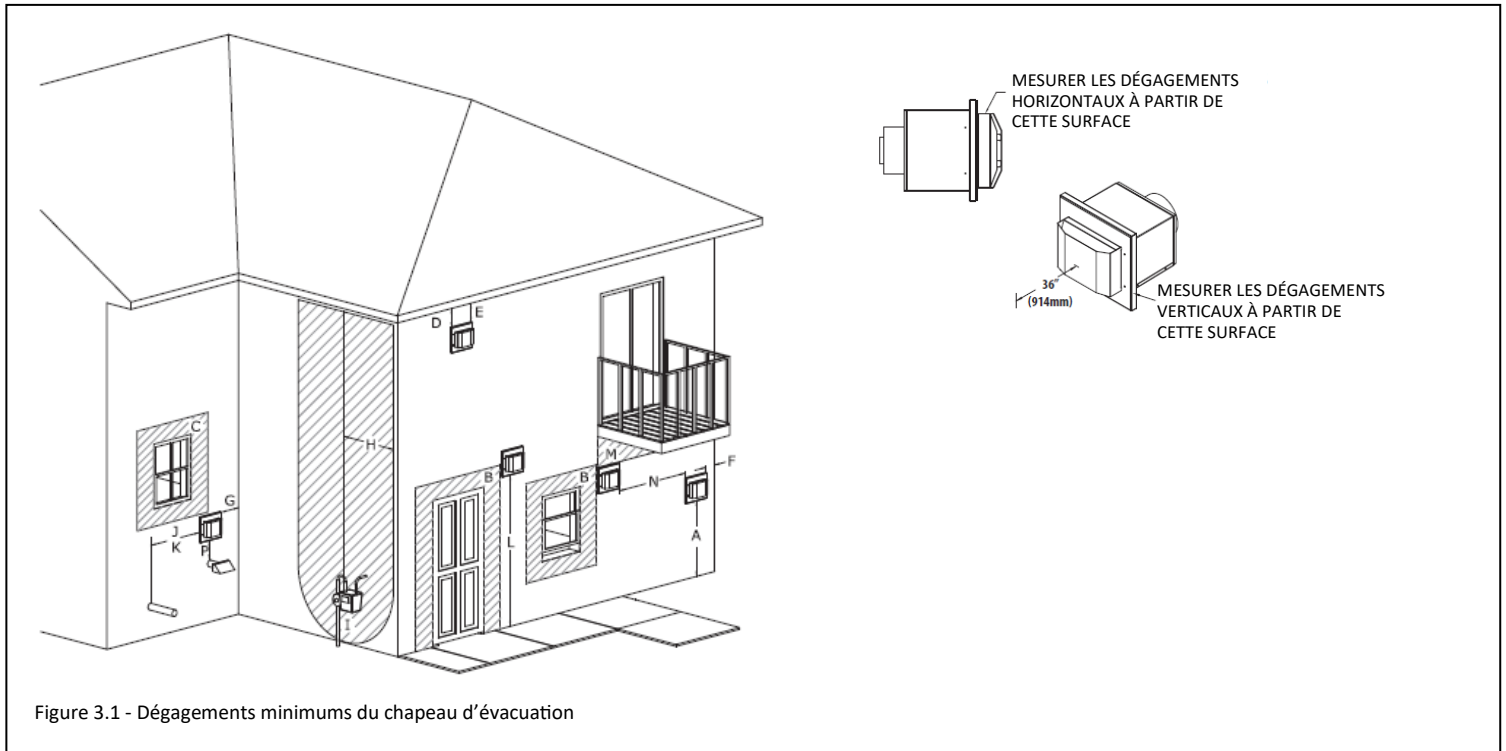 MESURER LES DÉGAGEMENTS
HORIZONTAUX À PARTIR DE
CETTE SURFACE
36"
(914mm)
MESURER LES DÉGAGEMENTS
VERTICAUX À PARTIR DE
CETTE SURFACE
D
E
C
H
G
J
K
P
I
B
L
B
M
N
F
A
Figure 3.1 - Dégagements minimums du chapeau d’évacuation